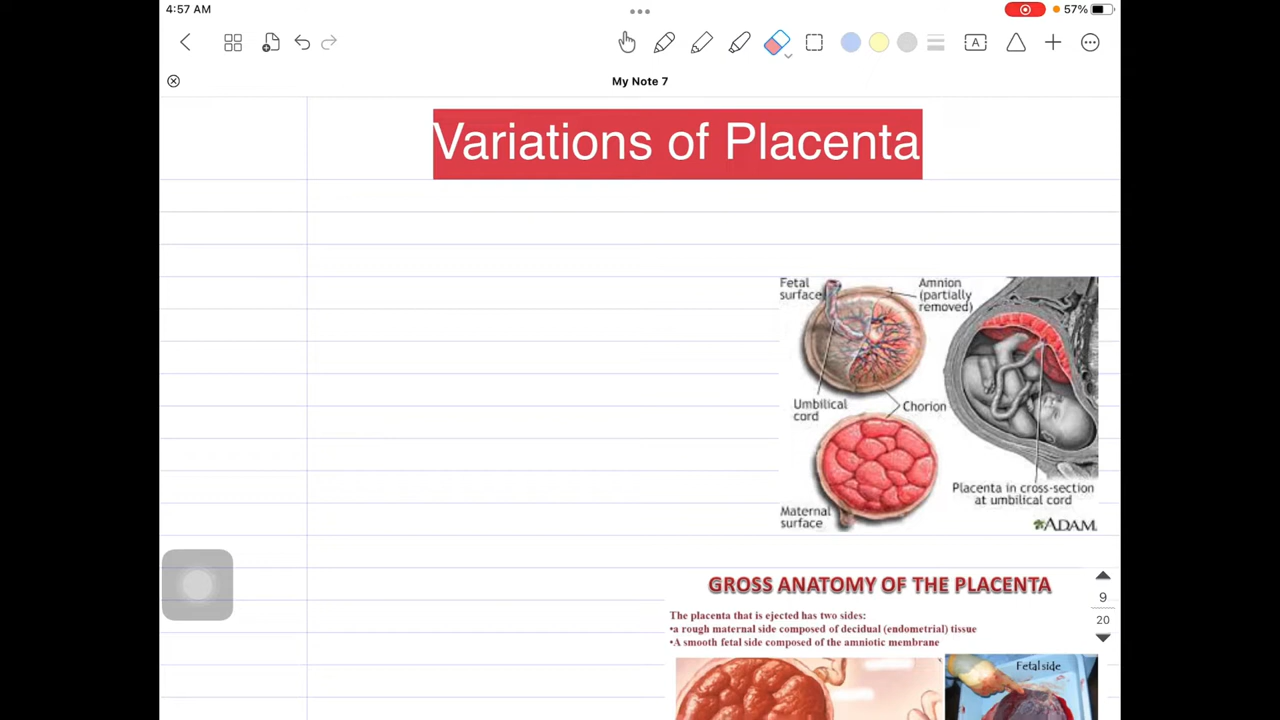 4:57 AM
57%
A
My Note 7
Variations of Placenta
Fetal
surface
Amnion
(partially
removed)
Umbilical
cord
Chorion
Placenta in cross-section
at umbilical cord
Maternal
surface
ADAM.
GROSS ANATOMY OF THE PLACENTA
9
20
The placenta that is ejected has two sides:
•a rough maternal side composed of decidual (endometrial) tissue
•A smooth fetal side composed of the amniotic membrane
Fetal side